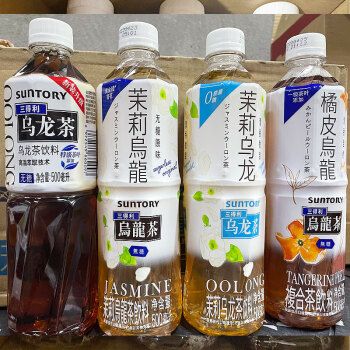 SUNTORY
三得利
乌龙茶
乌龙茶饮料
无糖
净含量:500毫升
OOLONG
茉莉烏龍
ジャスミンウーロン茶
无糖原味
SUNTORY
三得利
烏龍茶
無糖
JASMINE
茉莉烏龍茶飲料
茉莉乌龙
ジャスミンウーロン茶
0
SUNTORY
三得利
乌龙茶
OOLONG
茉莉乌龙茶饮料
橘皮烏龍
みかんピールウーロン茶
SUNTORY
三得利
烏龍茶
無糖
TANGERINE
複合茶飲料